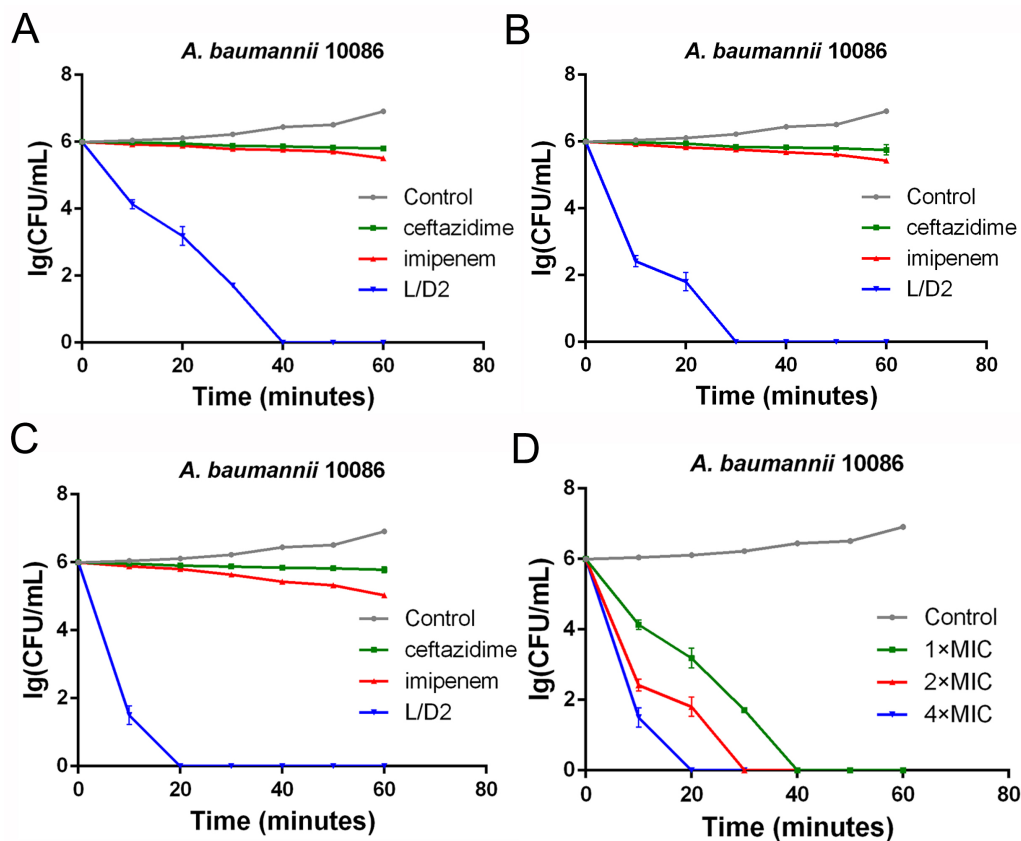 A
A. baumannii 10086
8
6
4
2
0
lg(CFU/mL)
0 20 40 60 80
Time (minutes)
Control
ceftazidime
imipenem
L/D2
B
A. baumannii 10086
8
6
4
2
0
lg(CFU/mL)
0 20 40 60 80
Time (minutes)
Control
ceftazidime
imipenem
L/D2
C
A. baumannii 10086
8
6
4
2
0
lg(CFU/mL)
0 20 40 60 80
Time (minutes)
Control
ceftazidime
imipenem
L/D2
D
A. baumannii 10086
8
6
4
2
0
lg(CFU/mL)
0 20 40 60 80
Time (minutes)
Control
1×MIC
2×MIC
4×MIC